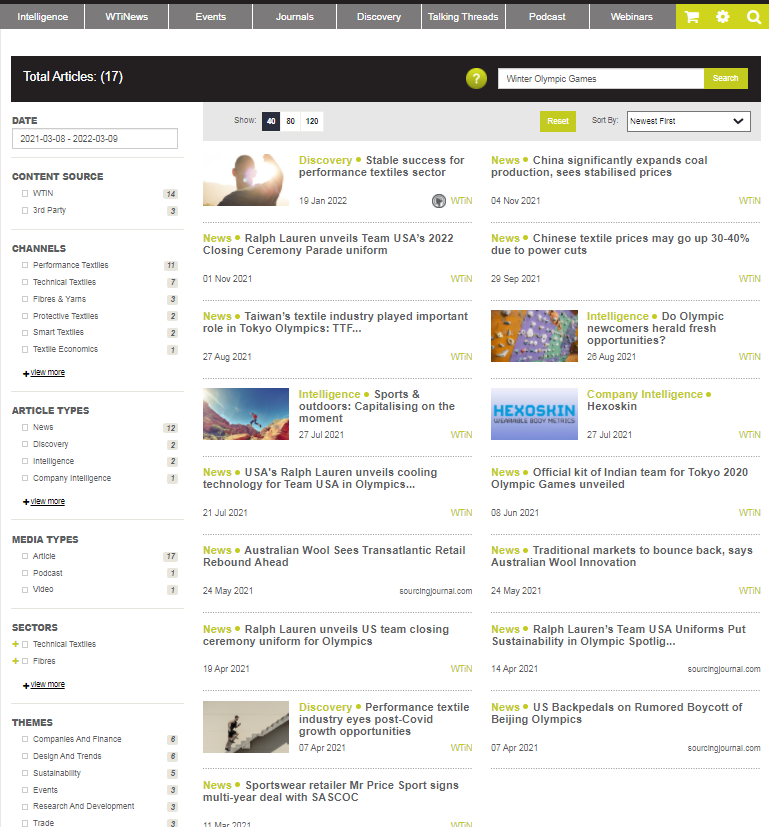 Intelligence WTiNews Events Journals Discovery Talking Threads Podcast Webinars
Total Articles: (17)
? Winter Olympic Games Search
DATE
2021-03-08 - 2022-03-09
CONTENT SOURCE
WTiN 14
3rd Party 3
CHANNELS
Performance Textiles 11
Technical Textiles 7
Fibres & Yarns 3
Protective Textiles 2
Smart Textiles 2
Textile Economics 1
+view more
ARTICLE TYPES
News 12
Discovery 2
Intelligence 2
Company Intelligence 1
+view more
MEDIA TYPES
Article 17
Podcast 1
Video 1
SECTORS
+ Technical Textiles
+ Fibres
+view more
THEMES
Companies And Finance 6
Design And Trends 6
Sustainability 5
Events 3
Research And Development 3
Trade 3
Show: 40 80 120
Reset Sort By: Newest First
Discovery • Stable success for
performance textiles sector
19 Jan 2022 WTiN
News • China significantly expands coal
production, sees stabilised prices
04 Nov 2021 WTiN
News • Ralph Lauren unveils Team USA's 2022
Closing Ceremony Parade uniform
01 Nov 2021 WTiN
News • Chinese textile prices may go up 30-40%
due to power cuts
29 Sep 2021 WTiN
News • Taiwan's textile industry played important
role in Tokyo Olympics: TTF...
27 Aug 2021 WTiN
Intelligence • Do Olympic
newcomers herald fresh
opportunities?
26 Aug 2021 WTiN
Intelligence • Sports &
outdoors: Capitalising on the
moment
27 Jul 2021 WTiN
HEXOSKIN
WEARABLE BODY METRICS
Company Intelligence •
Hexoskin
27 Jul 2021 WTiN
News • USA's Ralph Lauren unveils cooling
technology for Team USA in Olympics...
21 Jul 2021 WTiN
News • Official kit of Indian team for Tokyo 2020
Olympic Games unveiled
08 Jun 2021 WTiN
News • Australian Wool Sees Transatlantic Retail
Rebound Ahead
24 May 2021 sourcingjournal.com
News • Traditional markets to bounce back, says
Australian Wool Innovation
24 May 2021 WTiN
News • Ralph Lauren unveils US team closing
ceremony uniform for Olympics
19 Apr 2021 WTiN
News • Ralph Lauren's Team USA Uniforms Put
Sustainability in Olympic Spotlig...
14 Apr 2021 sourcingjournal.com
Discovery • Performance textile
industry eyes post-Covid
growth opportunities
07 Apr 2021 WTiN
News • US Backpedals on Rumored Boycott of
Beijing Olympics
07 Apr 2021 sourcingjournal.com
News • Sportswear retailer Mr Price Sport signs
multi-year deal with SASCOC
11 Mar 2021 WTiN